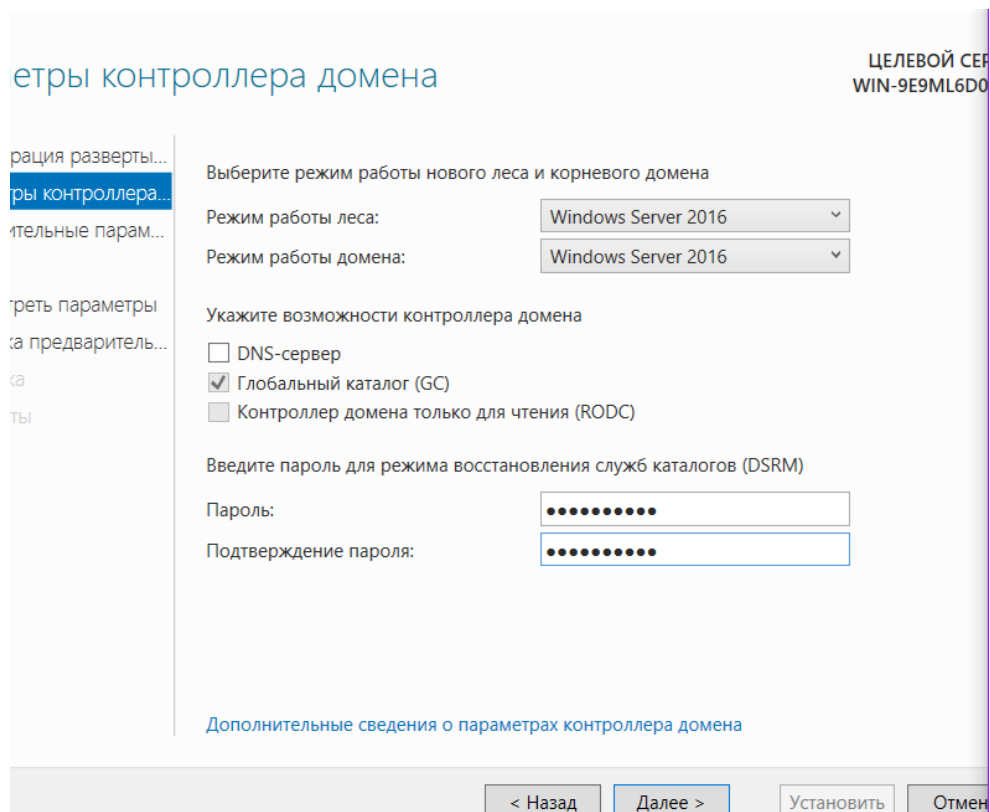 етры контроллера домена
ЦЕЛЕВОЙ СЕР
WIN-9E9ML6D0
рация разверты...
ры контроллера...
ительные парам...
треть параметры
ка предваритель...
ка
ты
Выберите режим работы нового леса и корневого домена
Режим работы леса: Windows Server 2016
Режим работы домена: Windows Server 2016
Укажите возможности контроллера домена
DNS-сервер
Глобальный каталог (GC)
Контроллер домена только для чтения (RODC)
Введите пароль для режима восстановления служб каталогов (DSRM)
Пароль: ●●●●●●●●●●
Подтверждение пароля: ●●●●●●●●●●
Дополнительные сведения о параметрах контроллера домена
< Назад Далее > Установить Отмен